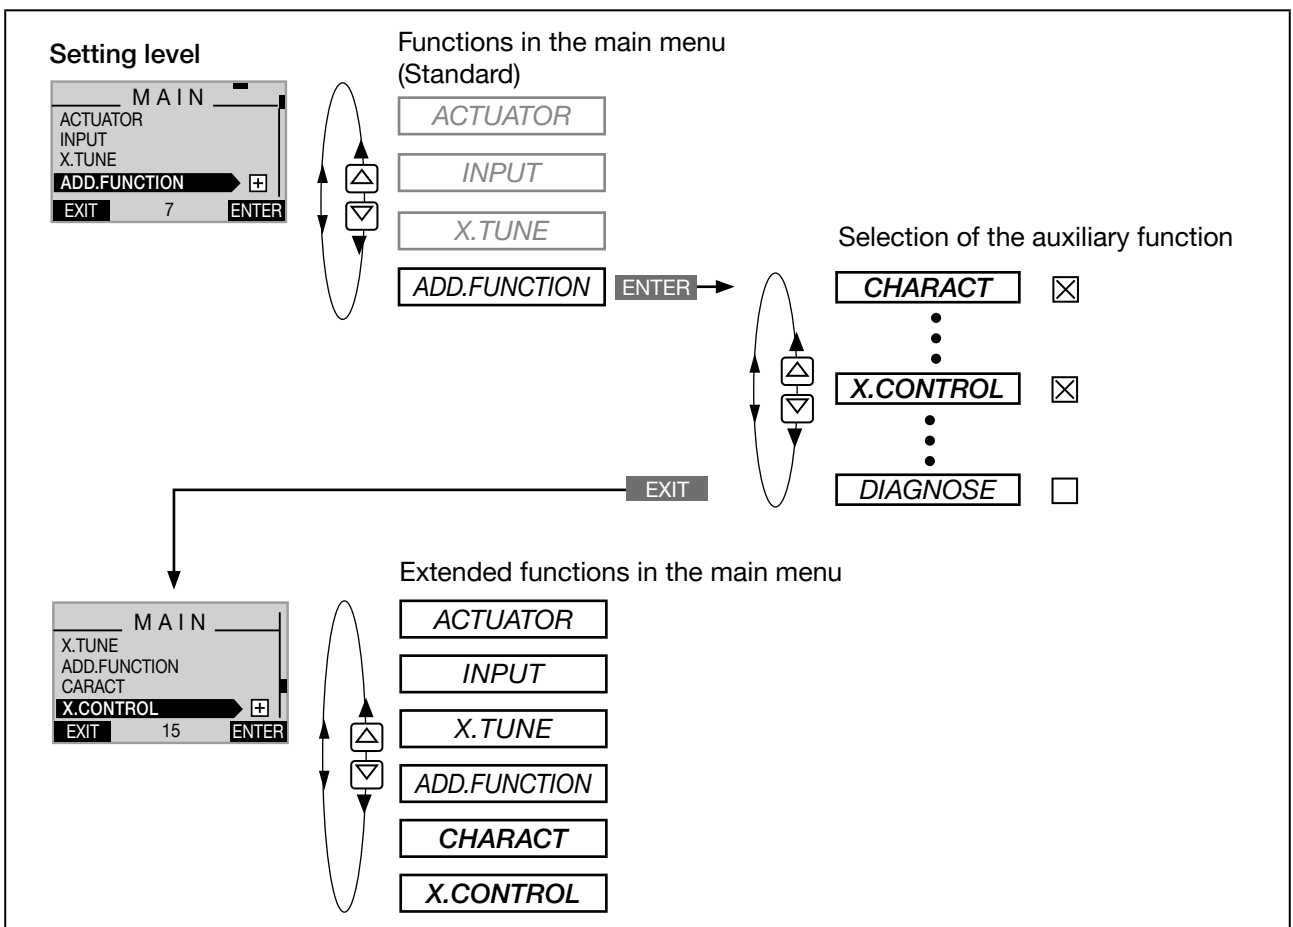 Setting level
M A I N
ACTUATOR
INPUT
X.TUNE
ADD.FUNCTION
EXIT 7 ENTER
Functions in the main menu
(Standard)
ACTUATOR
INPUT
X.TUNE
ADD.FUNCTION ENTER
Selection of the auxiliary function
CHARACT
X.CONTROL
DIAGNOSE
EXIT
M A I N
X.TUNE
ADD.FUNCTION
CARACT
X.CONTROL
EXIT 15 ENTER
Extended functions in the main menu
ACTUATOR
INPUT
X.TUNE
ADD.FUNCTION
CHARACT
X.CONTROL